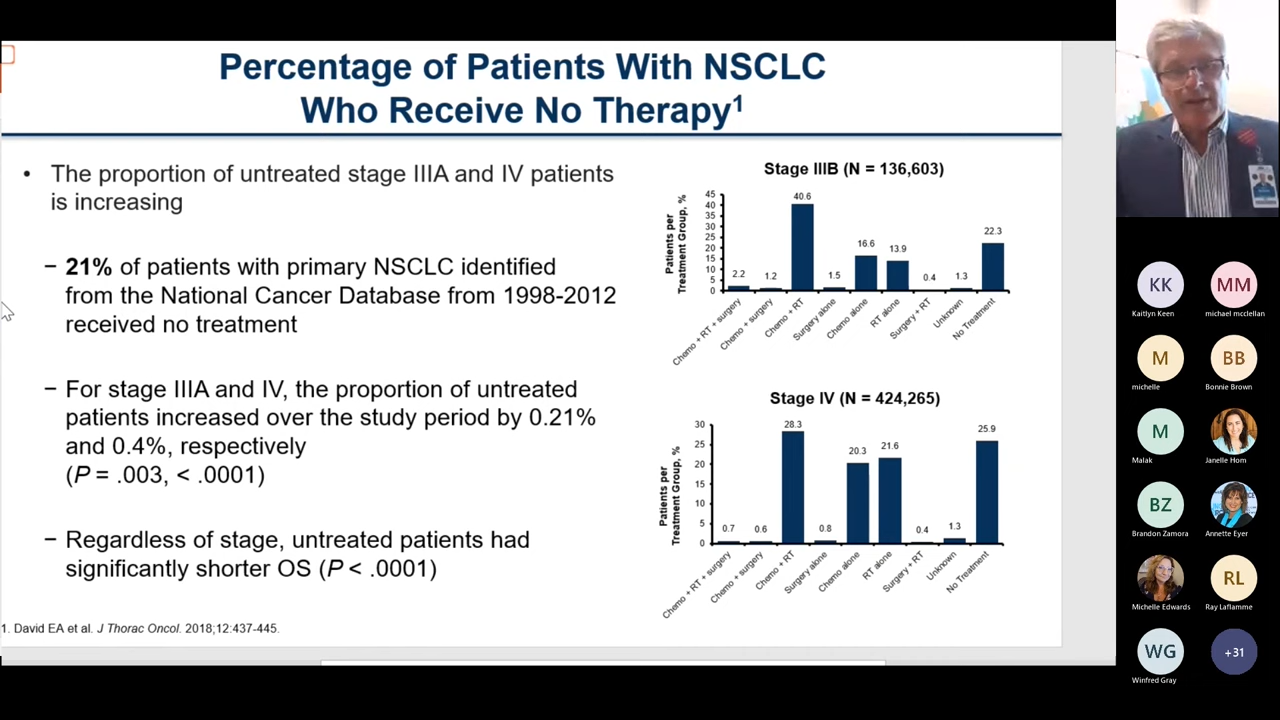 Percentage of Patients With NSCLC
Who Receive No Therapy1
• The proportion of untreated stage IIIA and IV patients
is increasing
– 21% of patients with primary NSCLC identified
from the National Cancer Database from 1998-2012
received no treatment
– For stage IIIA and IV, the proportion of untreated
patients increased over the study period by 0.21%
and 0.4%, respectively
(P = .003, < .0001)
– Regardless of stage, untreated patients had
significantly shorter OS (P < .0001)
1. David EA et al. J Thorac Oncol. 2018;12:437-445.
Stage IIIB (N = 136,603)
Patients per
Treatment Group, %
45
40
35
30
25
20
15
10
5
0
2.2
1.2
40.6
1.5
16.6
13.9
0.4
1.3
22.3
Chemo + RT + surgery
Chemo + surgery
Chemo + RT
Surgery alone
Chemo alone
RT alone
Surgery + RT
Unknown
No Treatment
Stage IV (N = 424,265)
Patients per
Treatment Group, %
30
25
20
15
10
5
0
0.7
0.6
28.3
0.8
20.3
21.6
0.4
1.3
25.9
Chemo + RT + surgery
Chemo + surgery
Chemo + RT
Surgery alone
Chemo alone
RT alone
Surgery + RT
Unknown
No Treatment
KK
Kaitlyn Keen
MM
michael mcclellan
M
michelle
BB
Bonnie Brown
M
Malak
Janelle Hom
BZ
Brandon Zamora
Annette Eyer
Michelle Edwards
RL
Ray Laflamme
WG
Winfred Gray
+31